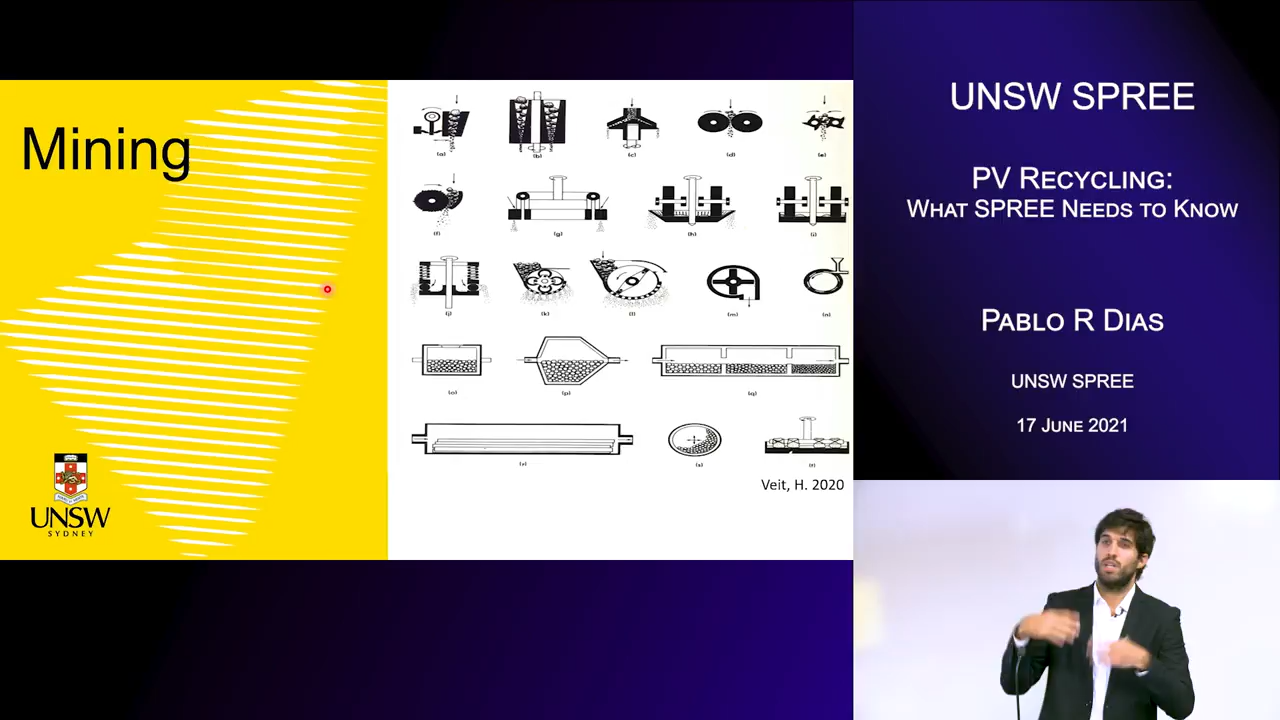 Mining
(a)
(b)
(c)
(d)
(e)
(f)
(g)
(h)
(i)
(j)
(k)
(l)
(m)
(n)
(o)
(p)
(q)
(r)
(s)
(t)
Veit, H. 2020
UNSW
SYDNEY
UNSW SPREE
PV Recycling:
What SPREE Needs to Know
Pablo R Dias
UNSW SPREE
17 June 2021